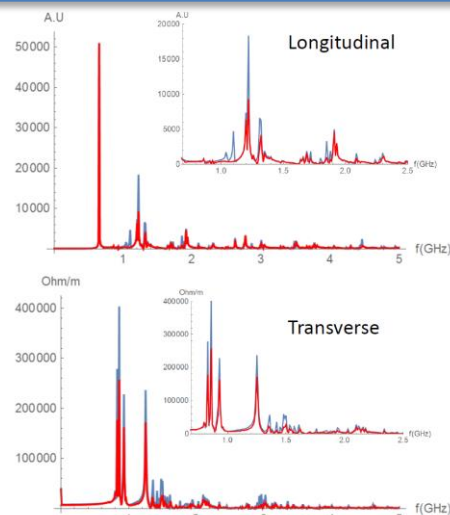 A.U
50000
40000
30000
20000
10000
1 2 3 4 5
f(GHz)
A.U
20000
15000
10000
5000
1.0 1.5 2.0 2.5
f(GHz)
Longitudinal
Ohm/m
400000
300000
200000
100000
f(GHz)
Ohm/m
400000
300000
200000
100000
1.0 1.5 2.0 2.5
f(GHz)
Transverse